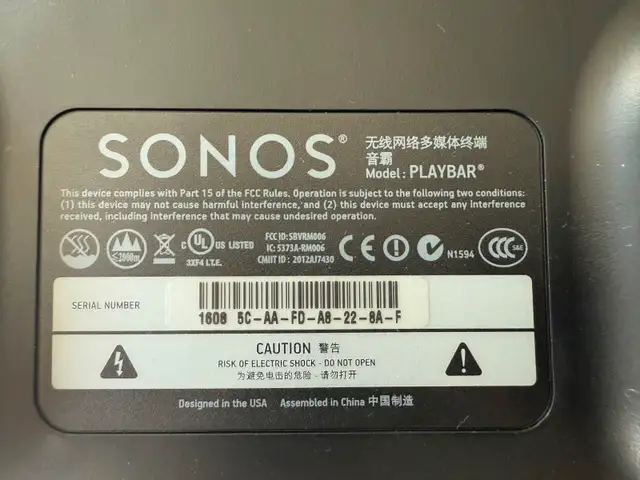 SONOS®
无线网络多媒体终端
音霸
Model: PLAYBAR®
This device complies with Part 15 of the FCC Rules. Operation is subject to the following two conditions:
(1) this device may not cause harmful interference, and (2) this device must accept any interference
received, including interference that may cause undesired operation.
≤2000m
C UL US LISTED
3XF4 I.T.E.
FCC ID: SBVRM006
IC: 5373A-RM006
CMIIT ID: 2012AJ7430
CE
N1594
CCC S&E
SERIAL NUMBER
1608 5C-AA-FD-A8-22-8A-F
CAUTION 警告
RISK OF ELECTRIC SHOCK - DO NOT OPEN
为避免电击的危险 - 请勿打开
Designed in the USA Assembled in China 中国制造